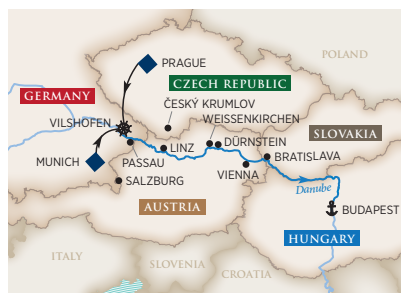 PRAGUE
POLAND
CZECH REPUBLIC
GERMANY
ČESKÝ KRUMLOV
VILSHOFEN
WEISSENKIRCHEN
SLOVAKIA
DÜRNSTEIN
LINZ
BRATISLAVA
MUNICH
PASSAU
VIENNA
SALZBURG
Danube
AUSTRIA
BUDAPEST
HUNGARY
ITALY
SLOVENIA
CROATIA